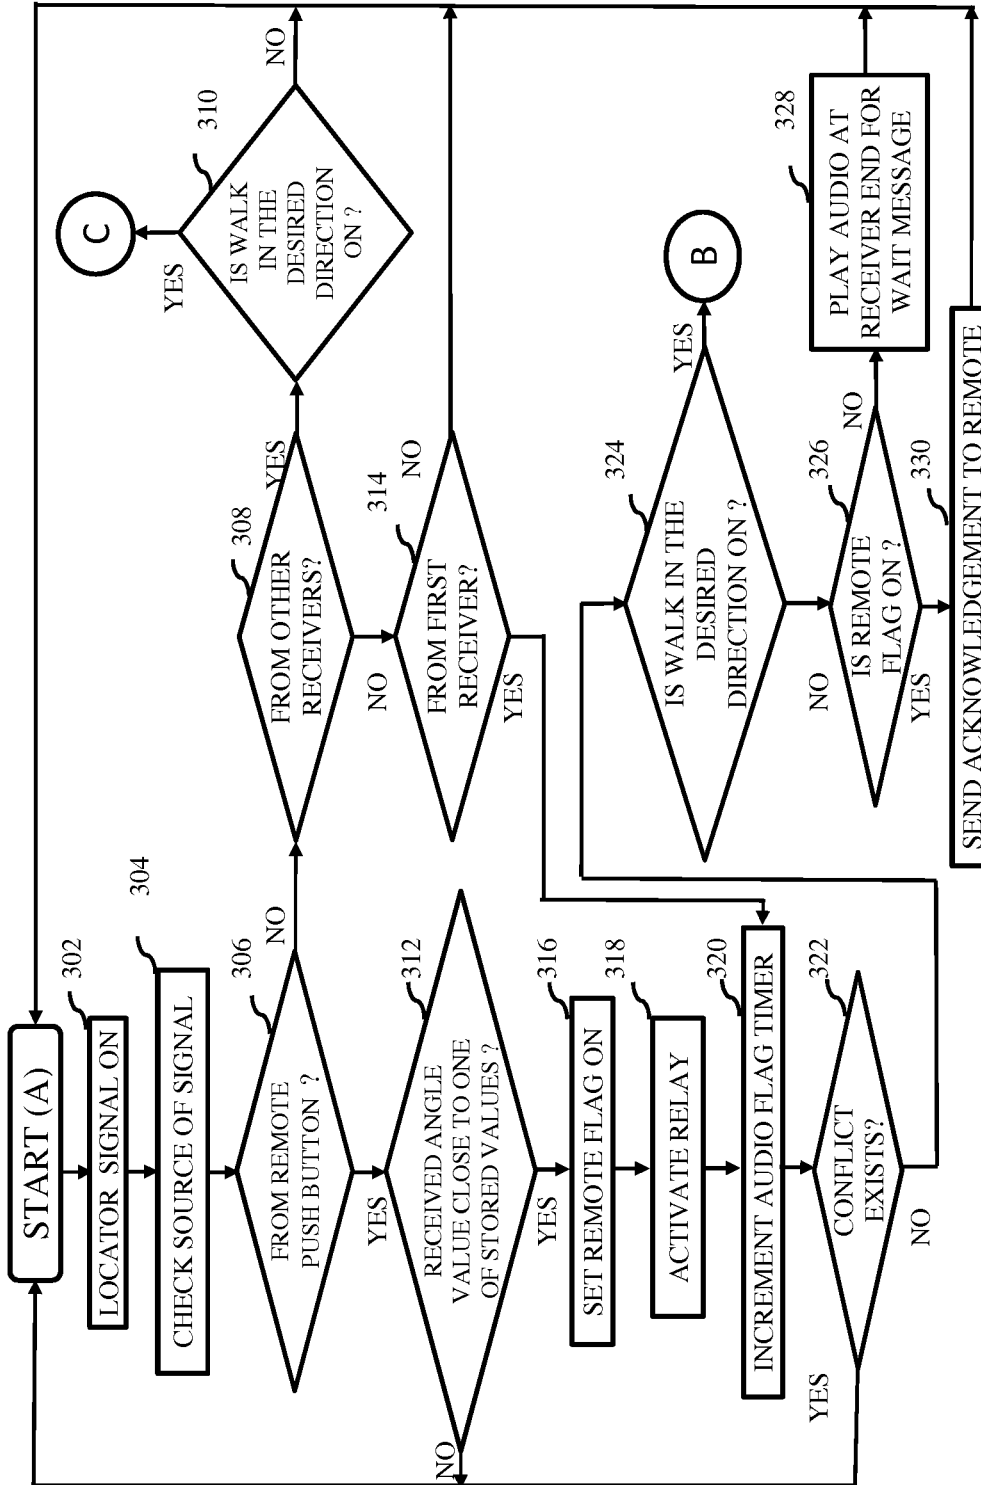 START (A)
302
LOCATOR SIGNAL ON
304
CHECK SOURCE OF SIGNAL
306
FROM REMOTE
PUSH BUTTON ?
NO
YES
308
FROM OTHER
RECEIVERS?
YES
NO
310
IS WALK
IN THE
DESIRED
DIRECTION
ON ?
YES
NO
C
312
RECEIVED ANGLE
VALUE CLOSE TO ONE
OF STORED VALUES ?
NO
YES
314
FROM FIRST
RECEIVER?
NO
YES
316
SET REMOTE FLAG ON
318
ACTIVATE RELAY
320
INCREMENT AUDIO FLAG TIMER
322
CONFLICT
EXISTS?
YES
NO
324
IS WALK IN THE
DESIRED
DIRECTION ON ?
YES
NO
B
326
IS REMOTE
FLAG ON ?
NO
YES
328
PLAY AUDIO AT
RECEIVER END FOR
WAIT MESSAGE
330
SEND ACKNOWLEDGEMENT TO REMOTE